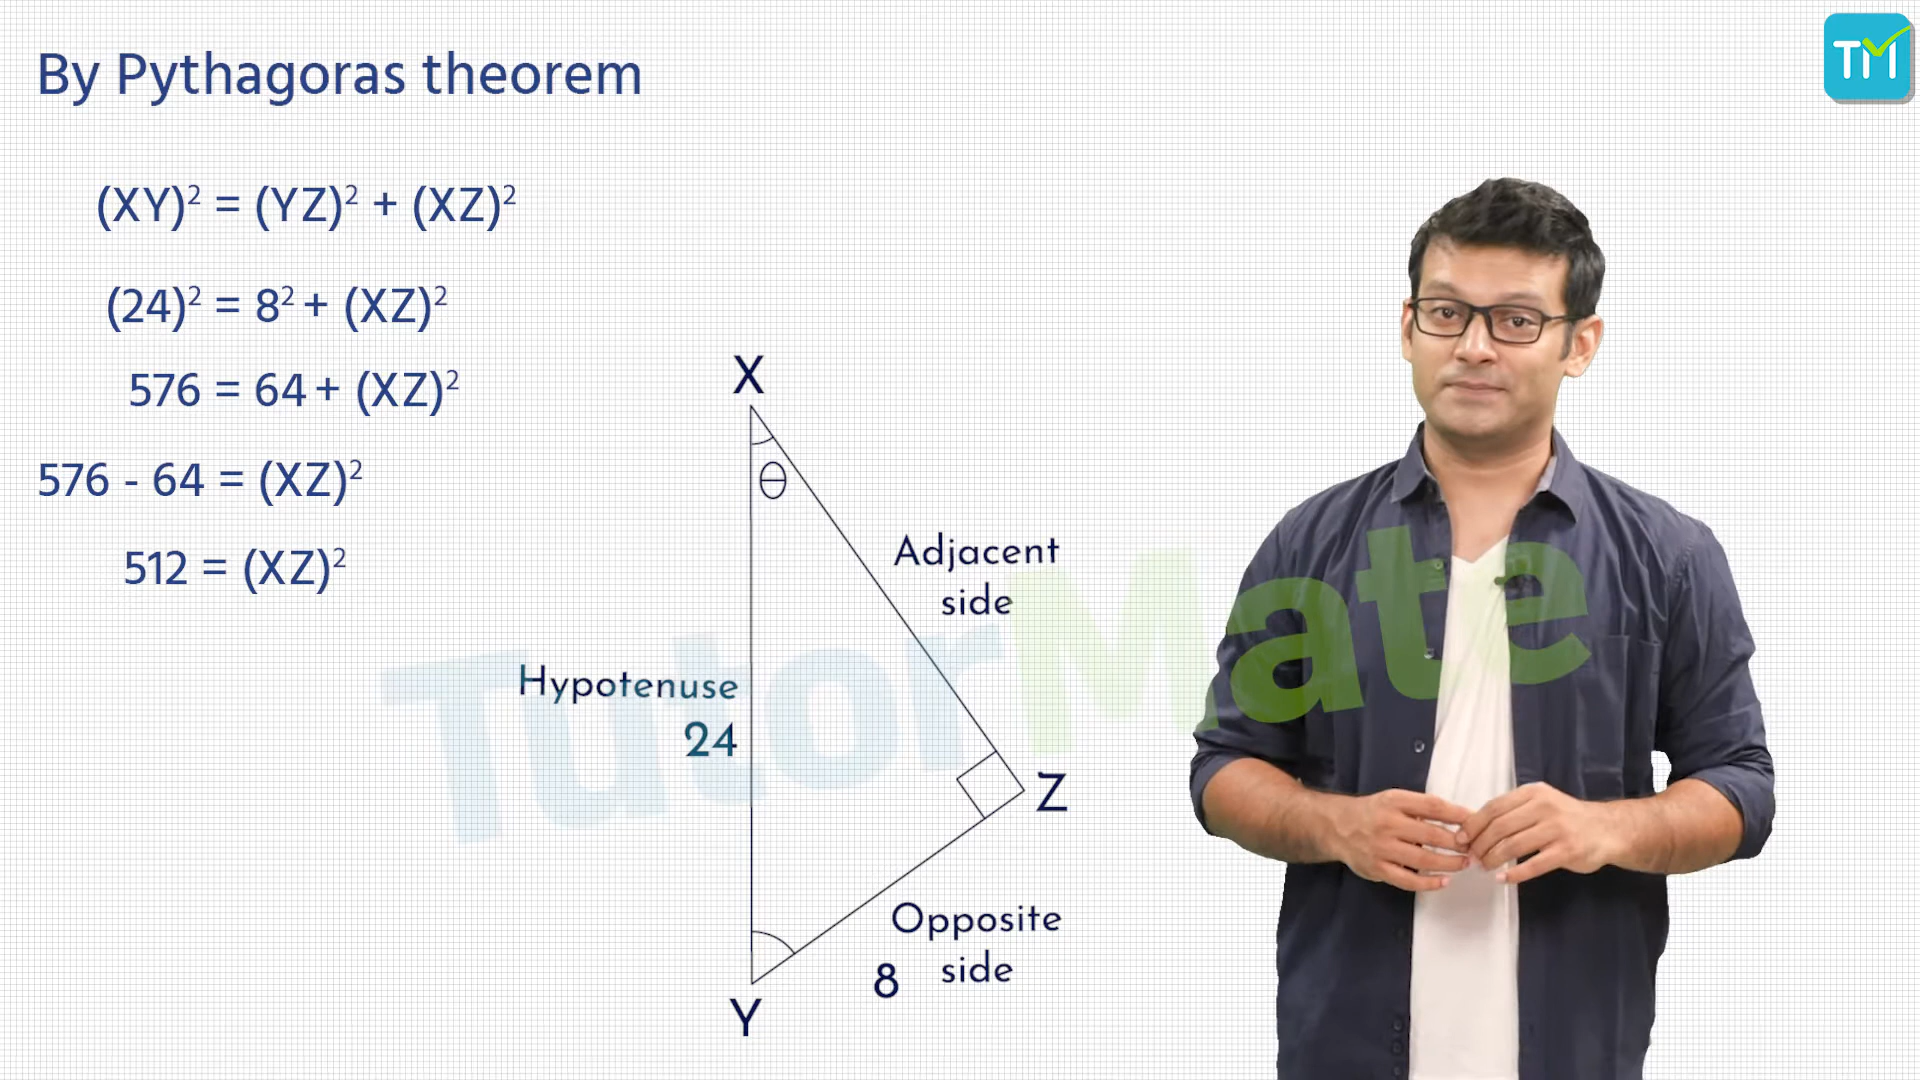 By Pythagoras theorem
TM
(XY)² = (YZ)² + (XZ)²
(24)² = 8² + (XZ)²
576 = 64 + (XZ)²
576 - 64 = (XZ)²
512 = (XZ)²
X
θ
Adjacent
side
Hypotenuse
24
Z
Opposite
8 side
Y
TutorMate